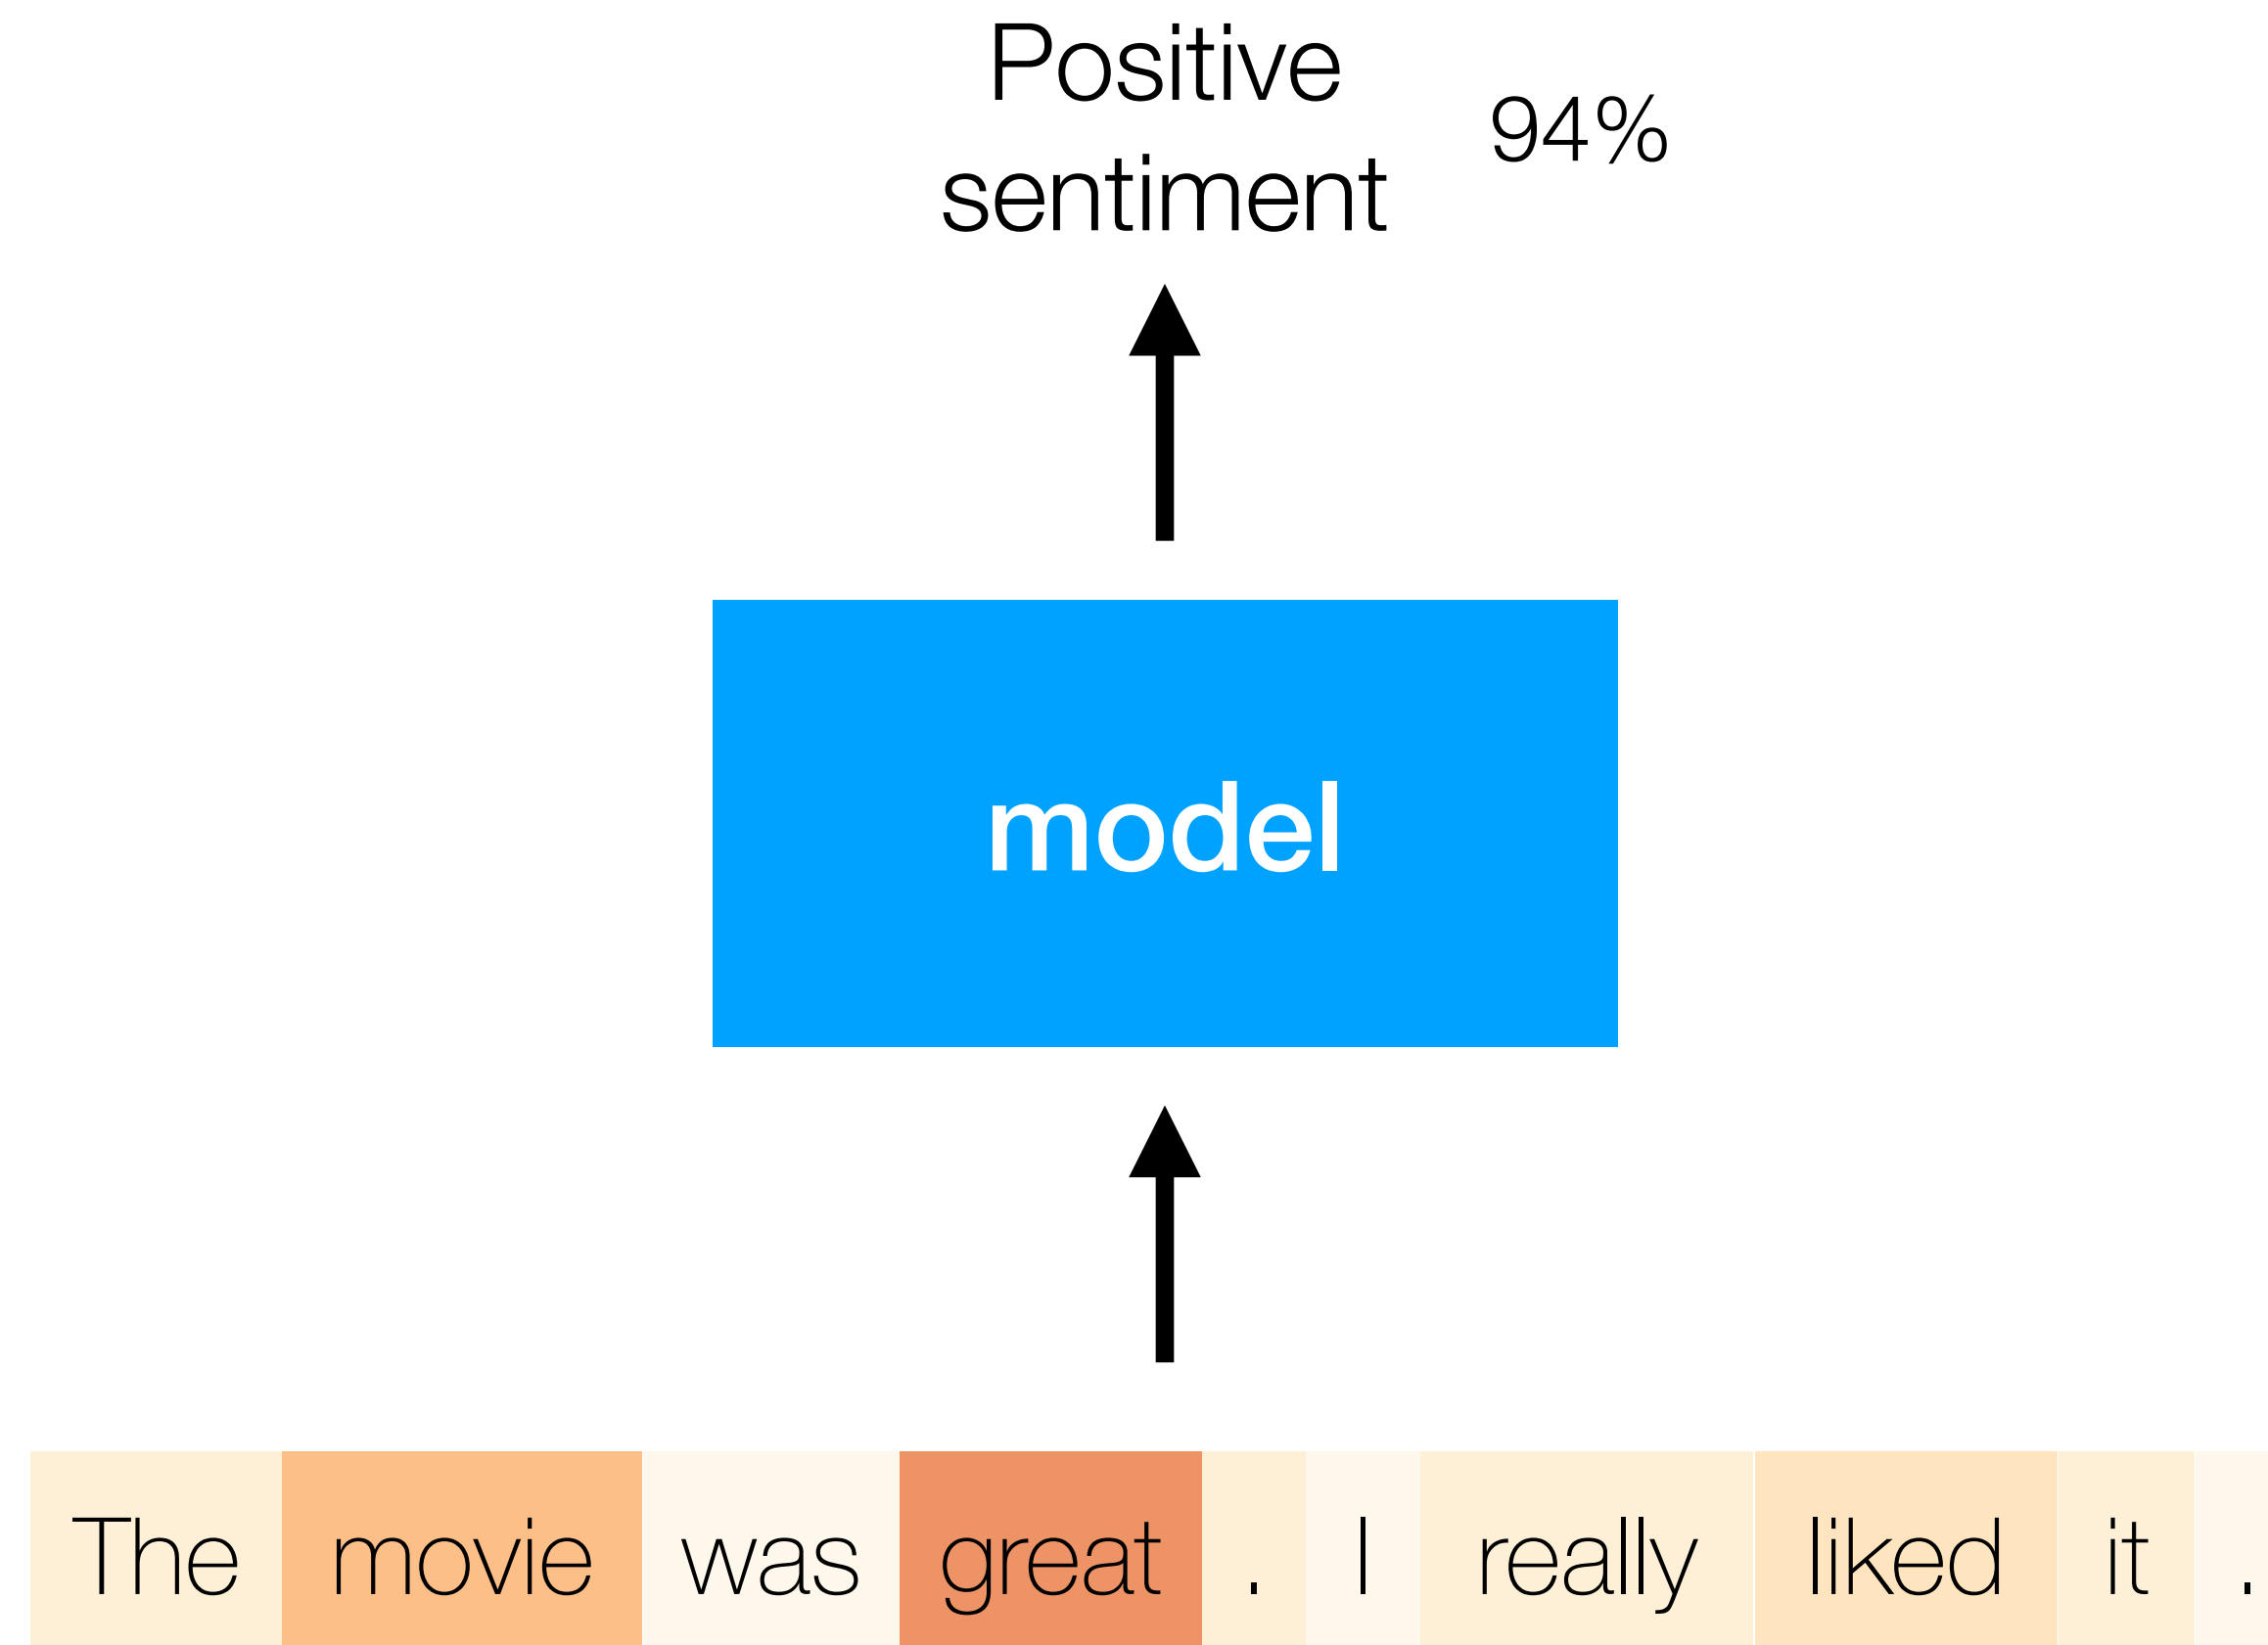 Positive
sentiment
94%
model
The movie was great . I really liked it .